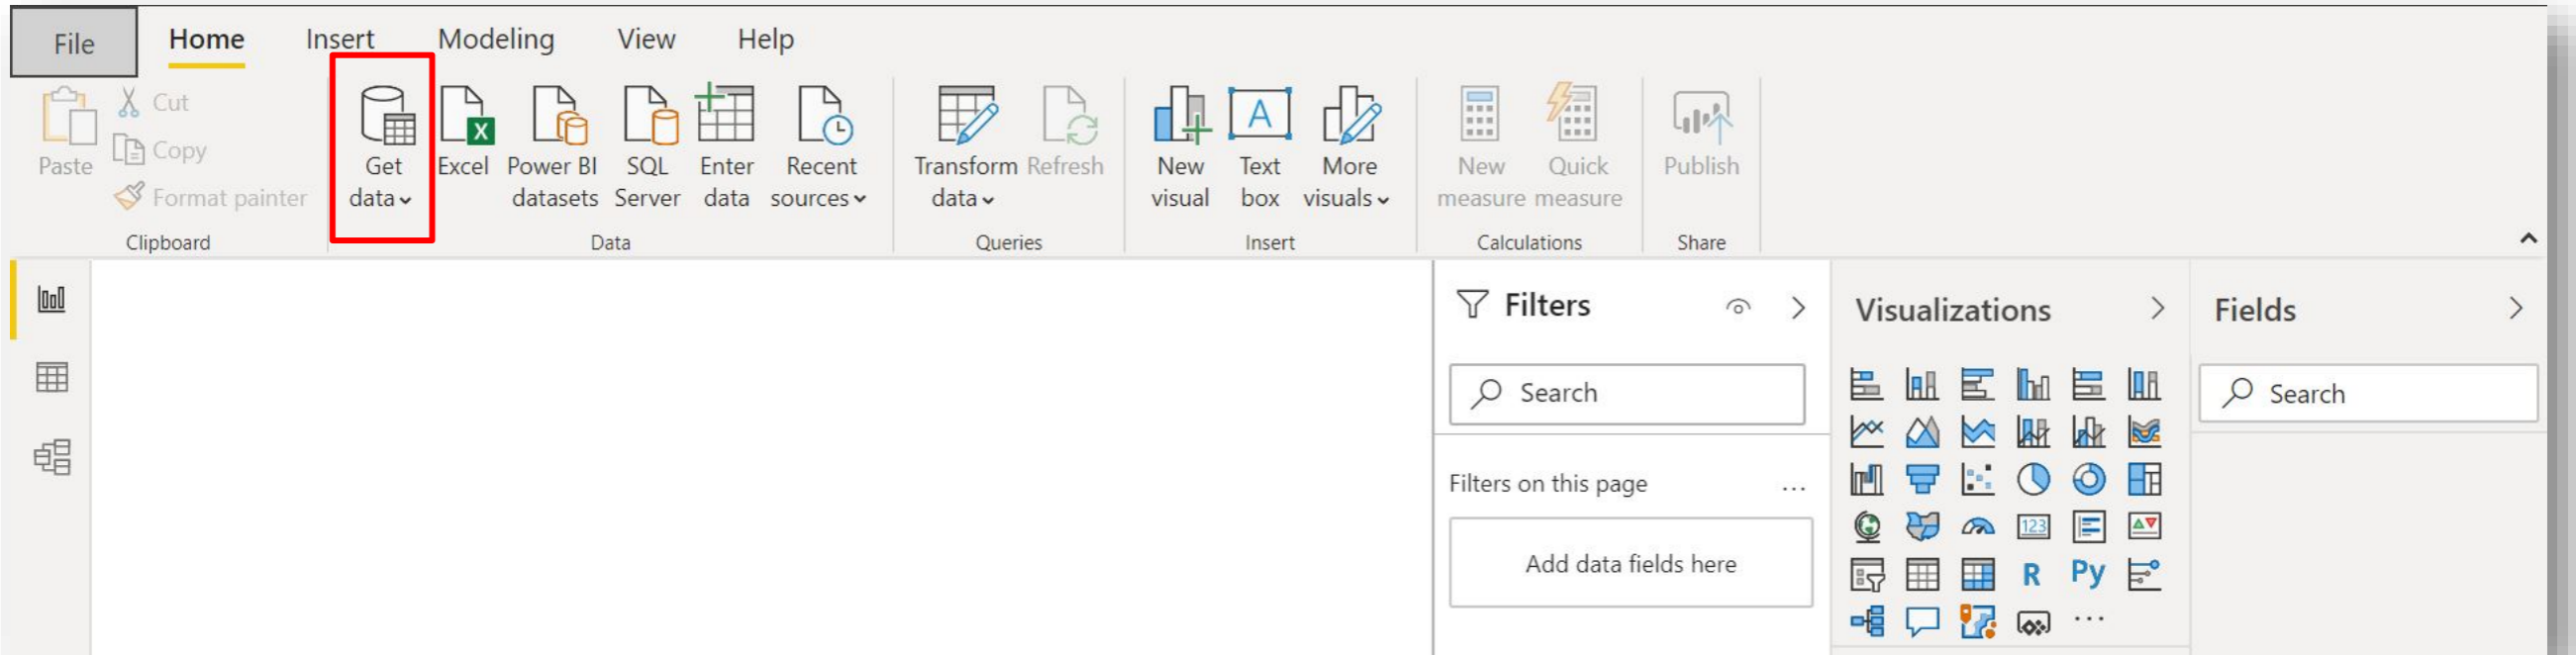 File Home Insert Modeling View Help
Paste
Cut
Copy
Format painter
Clipboard
Get
data
Excel
Power BI
datasets
SQL
Server
Enter
data
Recent
sources
Data
Transform
data
Refresh
Queries
New
visual
Text
box
More
visuals
Insert
New
measure
Quick
measure
Calculations
Publish
Share
Filters
Search
Filters on this page
...
Add data fields here
Visualizations
123
R Py
...
Fields
Search